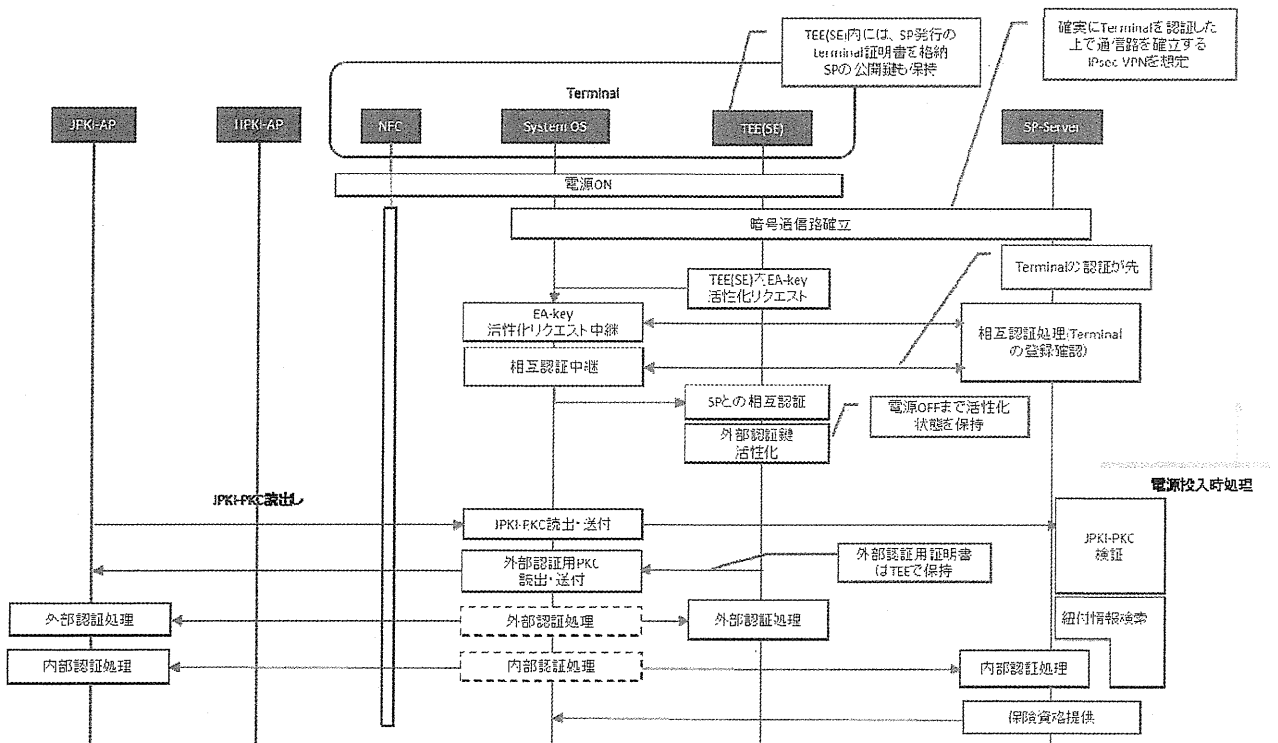 TEE(SE)内には、SP発行の
terminal証明書を格納
SPの公開鍵も保持
確実にTerminalを認証した
上で通信路を確立する
IPsec VPNを想定
Terminal
JPKI-AP
HPKI-AP
NFC
System OS
TEE(SE)
SP-Server
電源ON
暗号通信路確立
Terminalの認証が先
TEE(SE)内EA-key
活性化リクエスト
EA-key
活性化リクエスト中継
相互認証処理(Terminal
の登録確認)
相互認証中継
SPとの相互認証
電源OFFまで活性化
状態を保持
外部認証鍵
活性化
電源投入時処理
JPKI-PKC読出し
JPKI-PKC読出・送付
JPKI-PKC
検証
外部認証用PKC
読出・送付
外部認証用証明書
はTEEで保持
外部認証処理
外部認証処理
外部認証処理
紐付情報検索
内部認証処理
内部認証処理
内部認証処理
保険資格提供